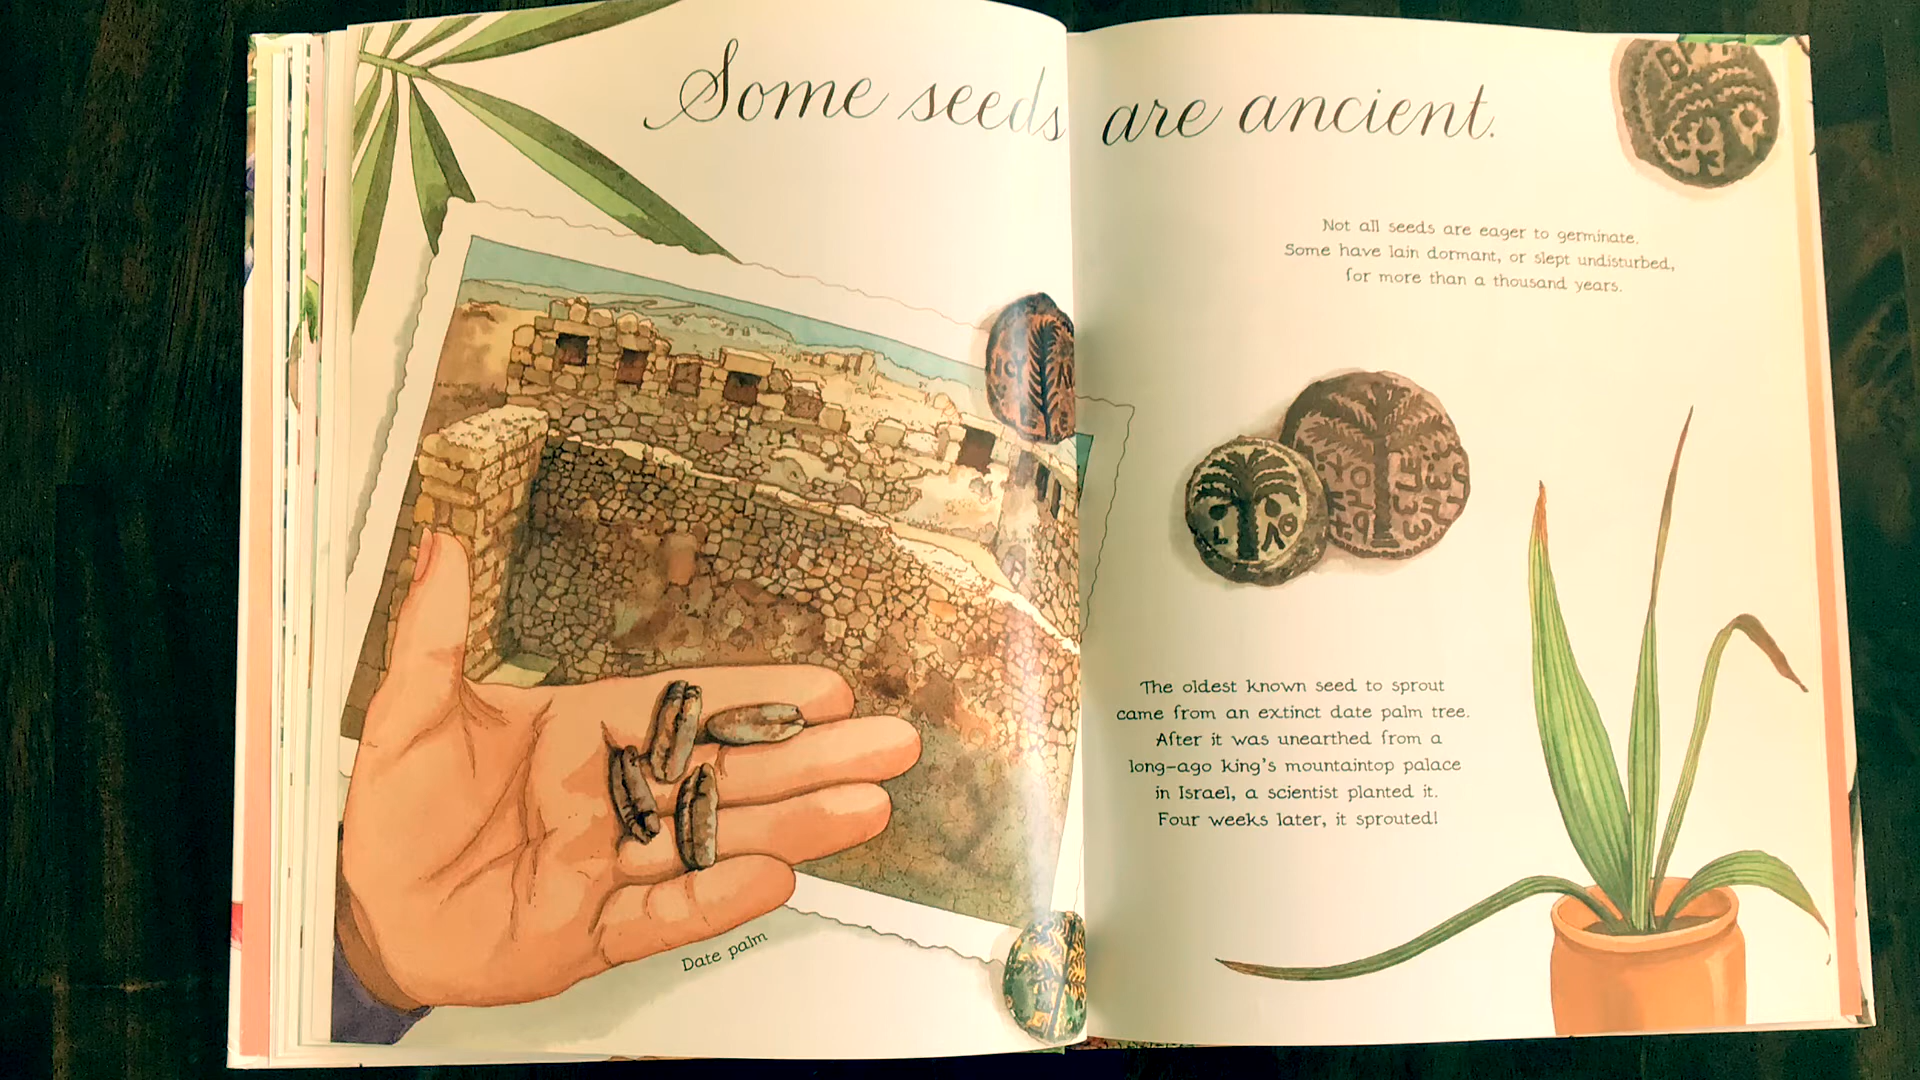 Some seeds are ancient.
Not all seeds are eager to germinate.
Some have lain dormant, or slept undisturbed,
for more than a thousand years.
The oldest known seed to sprout
came from an extinct date palm tree.
After it was unearthed from a
long-ago king's mountaintop palace
in Israel, a scientist planted it.
Four weeks later, it sprouted!
Date palm